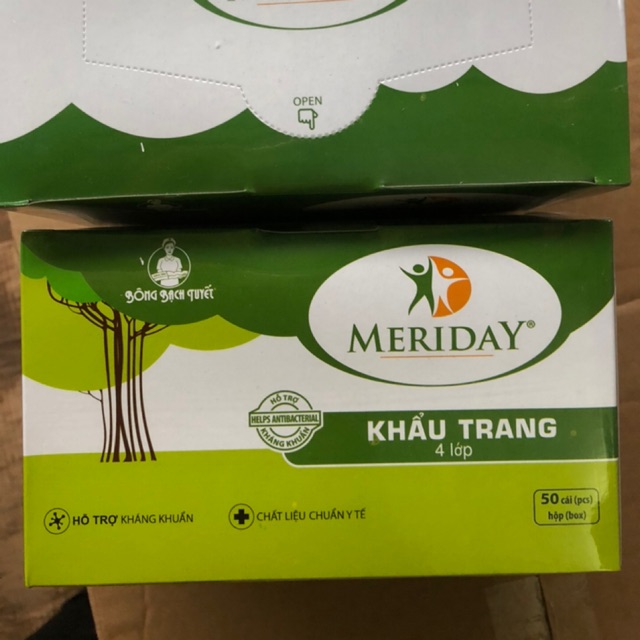 OPEN
BÔNG BẠCH TUYẾT
MERIDAY®
HỖ TRỢ
HELPS ANTIBACTERIAL
KHÁNG KHUẨN
KHẨU TRANG
4 lớp
HỖ TRỢ KHÁNG KHUẨN
CHẤT LIỆU CHUẨN Y TẾ
50 cái (pcs)
hộp (box)